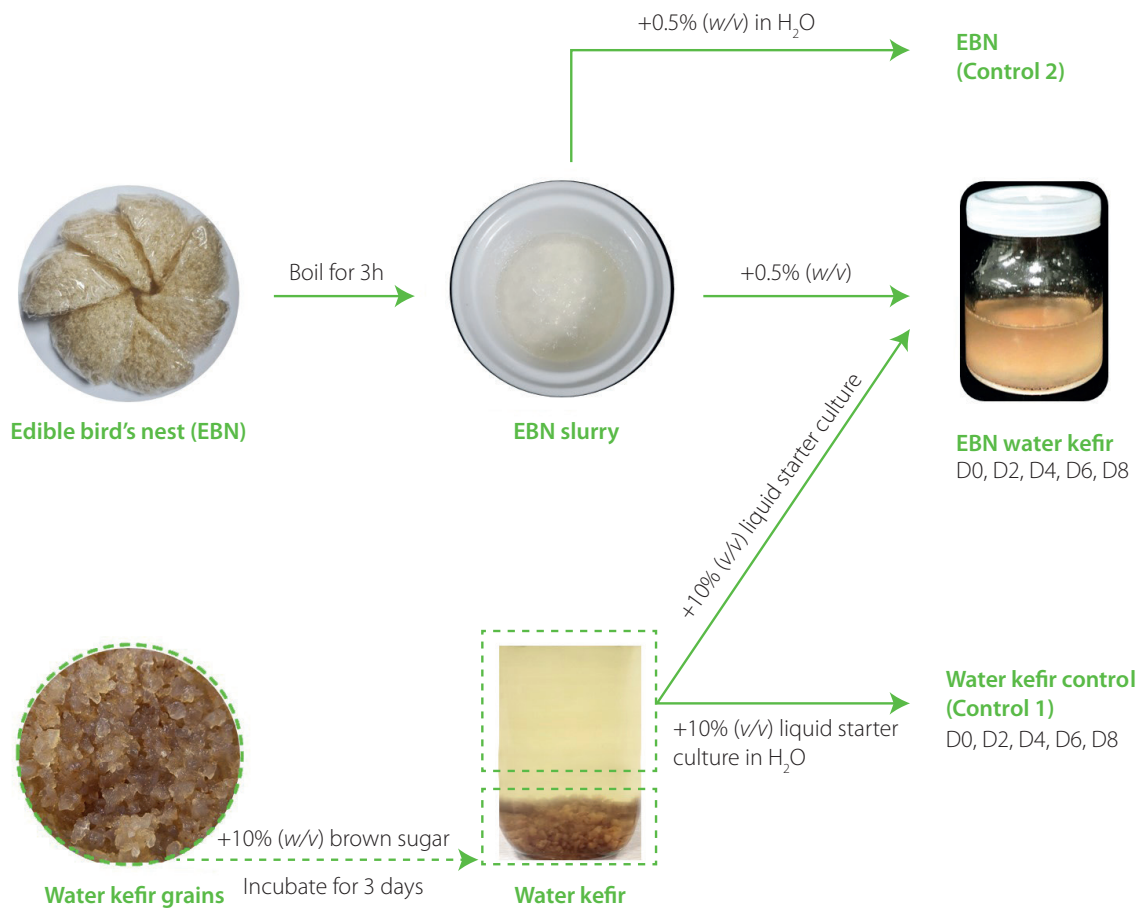 +0.5% (w/v) in H₂O
EBN
(Control 2)
Boil for 3h
+0.5% (w/v)
Edible bird's nest (EBN)
EBN slurry
EBN water kefir
D0, D2, D4, D6, D8
+10% (v/v) liquid starter culture
Water kefir control
(Control 1)
D0, D2, D4, D6, D8
+10% (v/v) liquid starter
culture in H₂O
+10% (w/v) brown sugar
Incubate for 3 days
Water kefir grains
Water kefir